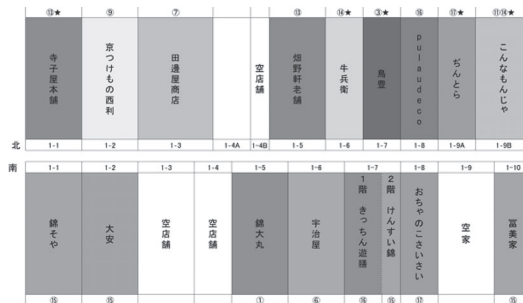 ⑬★ ⑨ ⑦ ⑬ ⑭★ ③★ ⑯ ⑰★ ⑪⑭★
寺子屋本舗
京つけもの西利
田邊屋商店
空店舗
畑野軒老舗
牛兵衛
鳥豊
pulaudeco
ぢんとら
こんなもんじゃ
北 1-1 1-2 1-3 1-4A 1-4B 1-5 1-6 1-7 1-8 1-9A 1-9B
南 1-1 1-2 1-3 1-4 1-5 1-6 1-7 1-8 1-9 1-10
錦そや
大安
空店舗
空店舗
錦大丸
宇治屋
1階 きっちん遊膳
2階 けんすい錦
おちゃのこさいさい
空家
冨美家
⑮ ⑮ ① ⑥ ⑭ ⑮ ⑰ ⑮